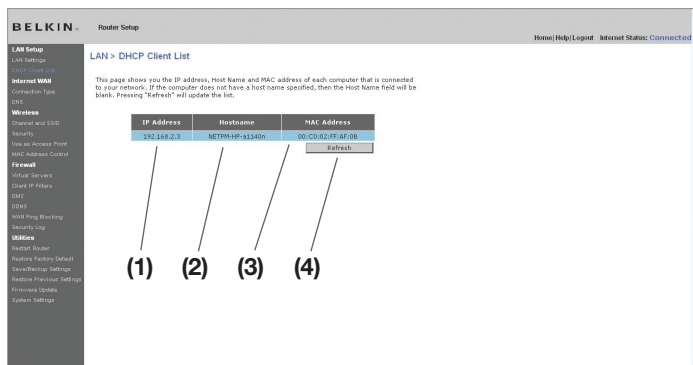 BELKIN
Router Setup
Home|Help|Logout Internet Status: Connected
LAN Setup
LAN Settings
DHCP Client List
Internet WAN
Connection Type
DNS
Wireless
Channel and SSID
Security
Use as Access Point
MAC Address Control
Firewall
Virtual Servers
Client IP Filters
DMZ
DDNS
WAN Ping Blocking
Security Log
Utilities
Restart Router
Restore Factory Default
Save/Backup Settings
Restore Previous Settings
Firmware Update
System Settings
LAN > DHCP Client List
This page shows you the IP address, Host Name and MAC address of each computer that is connected
to your network. If the computer does not have a host name specified, then the Host Name field will be
blank. Pressing "Refresh" will update the list.
IP Address Hostname MAC Address
192.168.2.3 NETPM-HP-a1140n 00:C0:02:FF:AF:0B
Refresh
(1) (2) (3) (4)